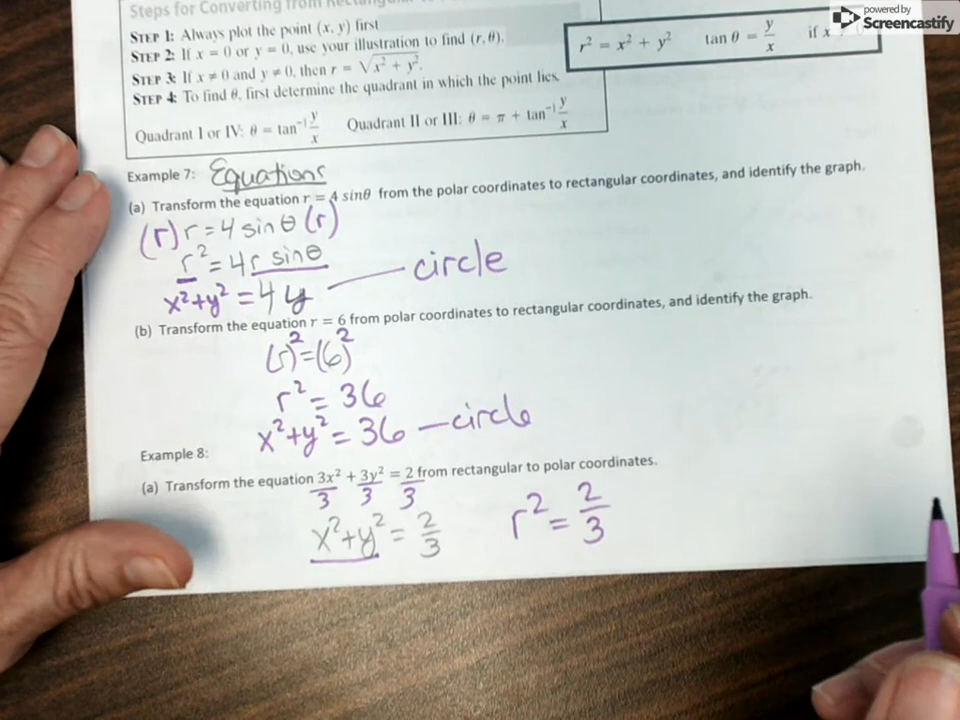 powered by
Screencastify
Steps for Converting from
STEP 1: Always plot the point (x, y) first
STEP 2: If x = 0 or y = 0, use your illustration to find (r, θ).
STEP 3: If x ≠ 0 and y ≠ 0, then r = √x² + y².
STEP 4: To find θ, first determine the quadrant in which the point lies.
Quadrant I or IV: θ = tan⁻¹ y/x Quadrant II or III: θ = π + tan⁻¹ y/x
r² = x² + y² tan θ = y/x if x
Example 7: Equations
(a) Transform the equation r = 4 sinθ from the polar coordinates to rectangular coordinates, and identify the graph.
(r) r = 4 sin θ (r)
r² = 4r sinθ
x²+y² = 4y — circle
(b) Transform the equation r = 6 from polar coordinates to rectangular coordinates, and identify the graph.
(r)² = (6)²
r² = 36
x²+y² = 36 — circle
Example 8:
(a) Transform the equation 3x² + 3y² = 2 from rectangular to polar coordinates.
3 3 3
x²+y² = 2/3 r² = 2/3